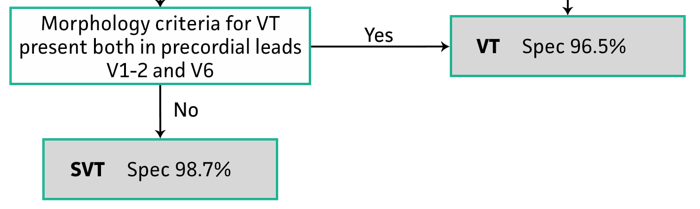 Morphology criteria for VT
present both in precordial leads
V1-2 and V6
Yes
VT Spec 96.5%
No
SVT Spec 98.7%